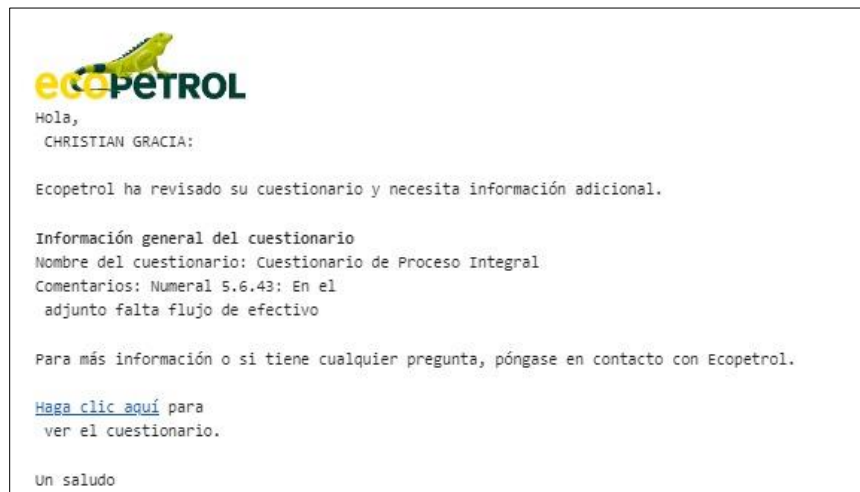 ecopetrol
Hola,
CHRISTIAN GRACIA:
Ecopetrol ha revisado su cuestionario y necesita información adicional.
Información general del cuestionario
Nombre del cuestionario: Cuestionario de Proceso Integral
Comentarios: Numeral 5.6.43: En el
adjunto falta flujo de efectivo
Para más información o si tiene cualquier pregunta, póngase en contacto con Ecopetrol.
Haga clic aquí para
ver el cuestionario.
Un saludo